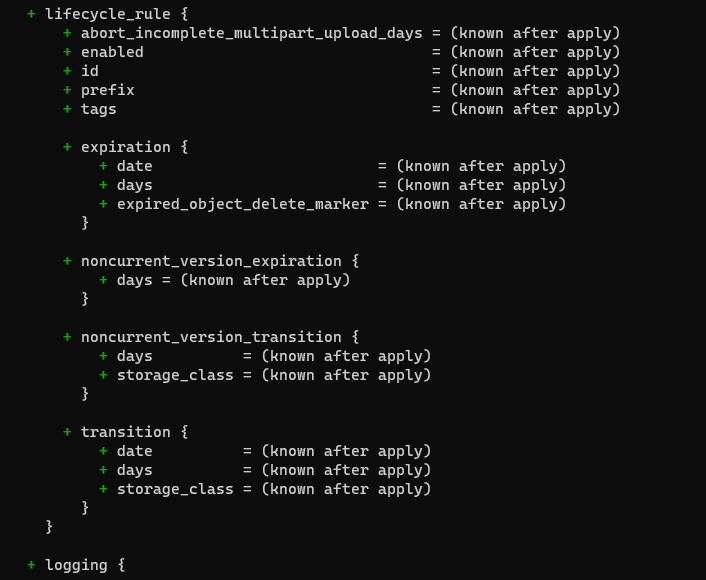 + lifecycle_rule {
    + abort_incomplete_multipart_upload_days = (known after apply)
    + enabled                                = (known after apply)
    + id                                     = (known after apply)
    + prefix                                 = (known after apply)
    + tags                                   = (known after apply)

    + expiration {
        + date                         = (known after apply)
        + days                         = (known after apply)
        + expired_object_delete_marker = (known after apply)
      }

    + noncurrent_version_expiration {
        + days = (known after apply)
      }

    + noncurrent_version_transition {
        + days          = (known after apply)
        + storage_class = (known after apply)
      }

    + transition {
        + date          = (known after apply)
        + days          = (known after apply)
        + storage_class = (known after apply)
      }
  }

+ logging {